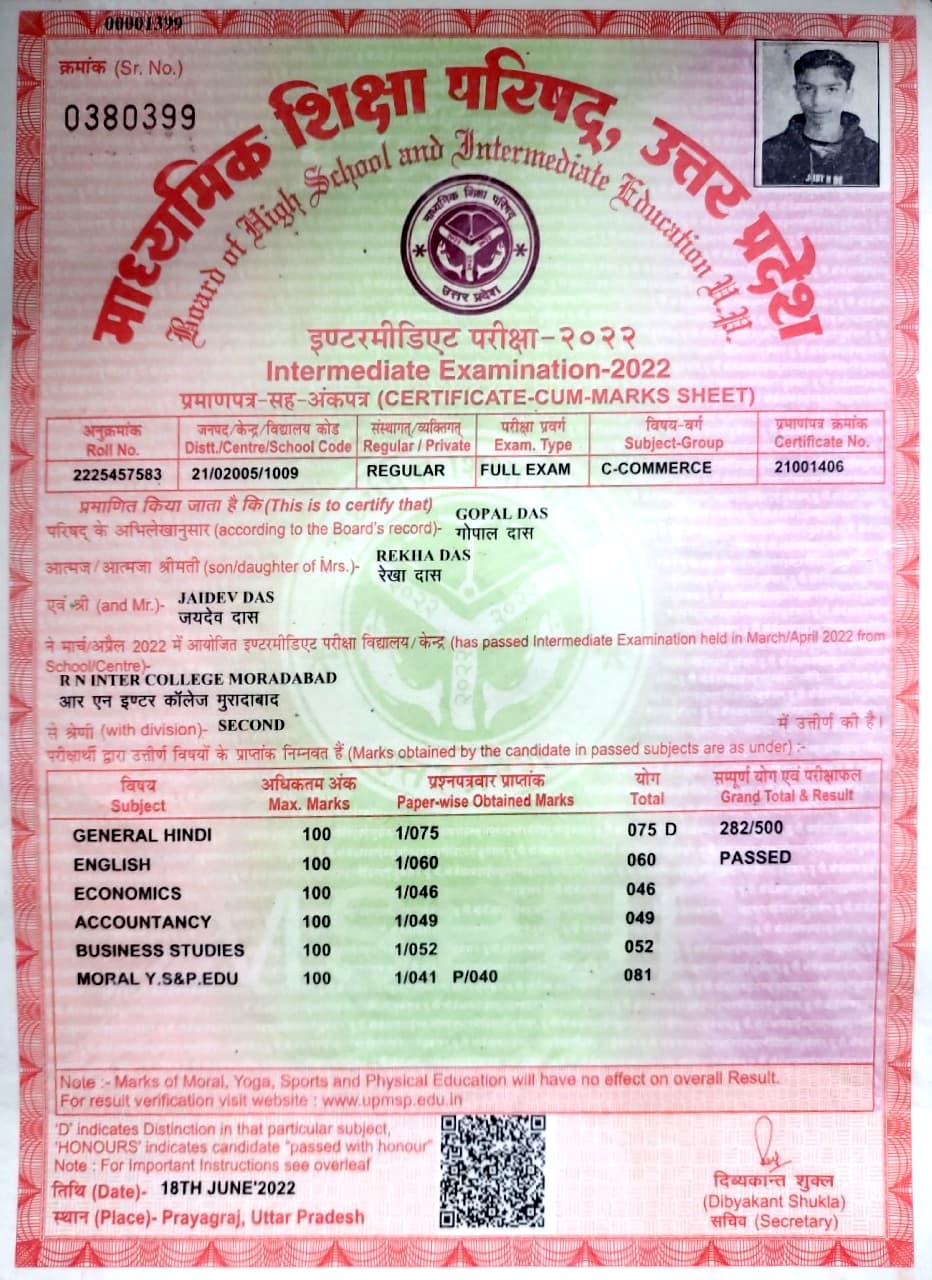 00001399
क्रमांक (Sr. No.)
0380399
माध्यमिक शिक्षा परिषद्, उत्तर प्रदेश
Board of High School and Intermediate Education U.P.
माध्यमिक शिक्षा परिषद्
उत्तर प्रदेश
इण्टरमीडिएट परीक्षा-२०२२
Intermediate Examination-2022
प्रमाणपत्र-सह-अंकपत्र (CERTIFICATE-CUM-MARKS SHEET)
अनुक्रमांक जनपद/केन्द्र/विद्यालय कोड संस्थागत्/व्यक्तिगत् परीक्षा प्रवर्ग विषय-वर्ग प्रमाणपत्र क्रमांक
Roll No. Distt./Centre/School Code Regular / Private Exam. Type Subject-Group Certificate No.
2225457583 21/02005/1009 REGULAR FULL EXAM C-COMMERCE 21001406
प्रमाणित किया जाता है कि (This is to certify that)
GOPAL DAS
परिषद् के अभिलेखानुसार (according to the Board's record)- गोपाल दास
REKHA DAS
आत्मज/आत्मजा श्रीमती (son/daughter of Mrs.)- रेखा दास
एवं श्री (and Mr.)- JAIDEV DAS
जयदेव दास
ने मार्च/अप्रैल 2022 में आयोजित इण्टरमीडिएट परीक्षा विद्यालय/केन्द्र (has passed Intermediate Examination held in March/April 2022 from
School/Centre)-
R N INTER COLLEGE MORADABAD
आर एन इण्टर कॉलेज मुरादाबाद
से श्रेणी (with division)- SECOND में उत्तीर्ण की है।
परीक्षार्थी द्वारा उत्तीर्ण विषयों के प्राप्तांक निम्नवत हैं (Marks obtained by the candidate in passed subjects are as under) :-
विषय अधिकतम अंक प्रश्नपत्रवार प्राप्तांक योग सम्पूर्ण योग एवं परीक्षाफल
Subject Max. Marks Paper-wise Obtained Marks Total Grand Total & Result
GENERAL HINDI 100 1/075 075 D 282/500
ENGLISH 100 1/060 060 PASSED
ECONOMICS 100 1/046 046
ACCOUNTANCY 100 1/049 049
BUSINESS STUDIES 100 1/052 052
MORAL Y.S&P.EDU 100 1/041 P/040 081
Note :- Marks of Moral, Yoga, Sports and Physical Education will have no effect on overall Result.
For result verification visit website : www.upmsp.edu.in
'D' indicates Distinction in that particular subject,
'HONOURS' indicates candidate "passed with honour"
Note : For Important Instructions see overleaf
तिथि (Date)- 18TH JUNE'2022
स्थान (Place)- Prayagraj, Uttar Pradesh
दिव्यकान्त शुक्ल
(Dibyakant Shukla)
सचिव (Secretary)